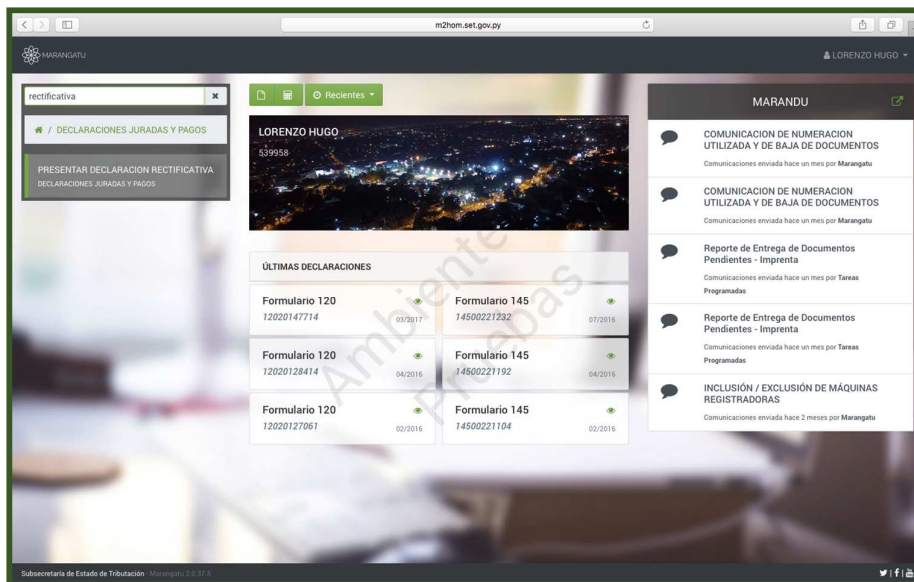 m2hom.set.gov.py
MARANGATU
LORENZO HUGO
rectificativa
/ DECLARACIONES JURADAS Y PAGOS
PRESENTAR DECLARACION RECTIFICATIVA
DECLARACIONES JURADAS Y PAGOS
Recientes
LORENZO HUGO
539958
ÚLTIMAS DECLARACIONES
Formulario 120
12020147714 03/2017
Formulario 145
14500221232 07/2016
Formulario 120
12020128414 04/2016
Formulario 145
14500221192 04/2016
Formulario 120
12020127061 02/2016
Formulario 145
14500221104 02/2016
Ambiente
Pruebas
MARANDU
COMUNICACION DE NUMERACION
UTILIZADA Y DE BAJA DE DOCUMENTOS
Comunicaciones enviada hace un mes por Marangatu
COMUNICACION DE NUMERACION
UTILIZADA Y DE BAJA DE DOCUMENTOS
Comunicaciones enviada hace un mes por Marangatu
Reporte de Entrega de Documentos
Pendientes - Imprenta
Comunicaciones enviada hace un mes por Tareas
Programadas
Reporte de Entrega de Documentos
Pendientes - Imprenta
Comunicaciones enviada hace un mes por Tareas
Programadas
INCLUSIÓN / EXCLUSIÓN DE MÁQUINAS
REGISTRADORAS
Comunicaciones enviada hace 2 meses por Marangatu
Subsecretaría de Estado de Tributación - Marangatu 2.0.37.5